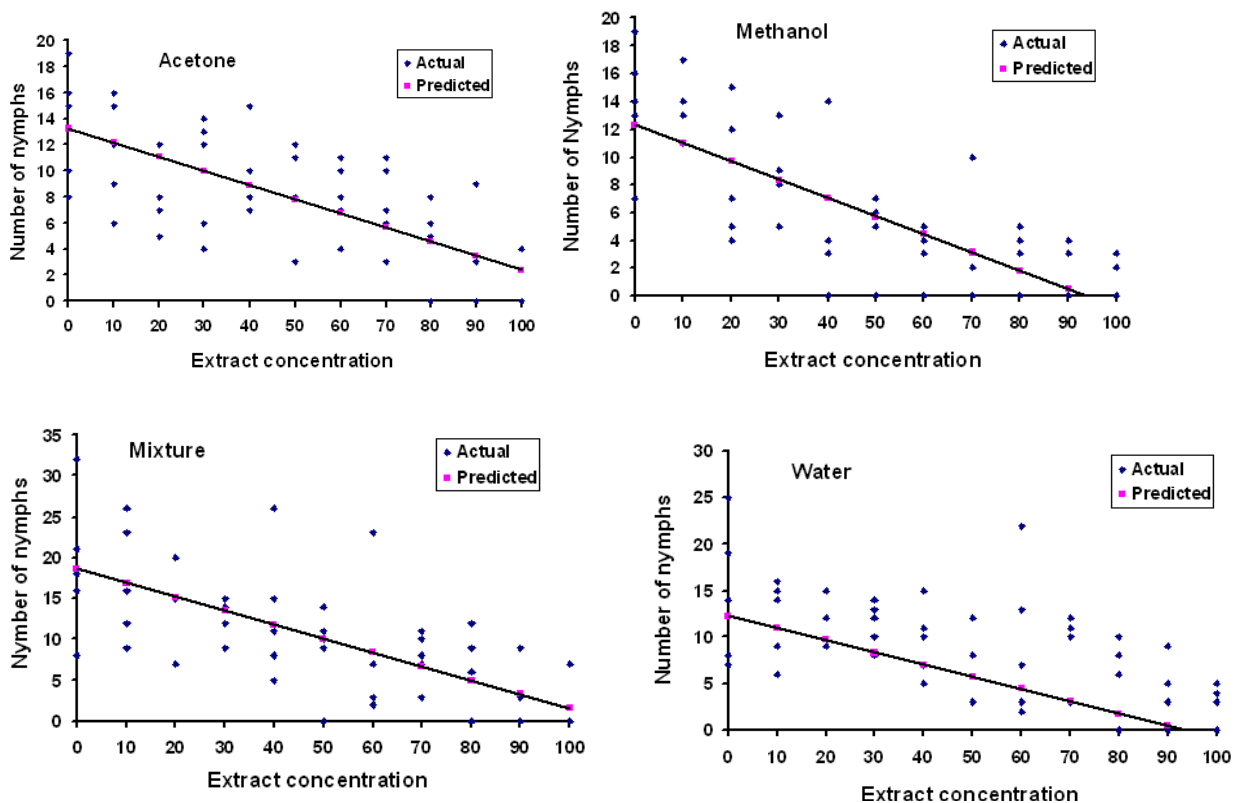 Acetone
Actual
Predicted
Number of nymphs
20
18
16
14
12
10
8
6
4
2
0
0 10 20 30 40 50 60 70 80 90 100
Extract concentration
Methanol
Actual
Predicted
Number of Nymphs
20
18
16
14
12
10
8
6
4
2
0
0 10 20 30 40 50 60 70 80 90 100
Extract concentration
Mixture
Actual
Predicted
Nymber of nymphs
35
30
25
20
15
10
5
0
0 10 20 30 40 50 60 70 80 90 100
Extract concentration
Water
Actual
Predicted
Number of nymphs
30
25
20
15
10
5
0
0 10 20 30 40 50 60 70 80 90 100
Extract concentration